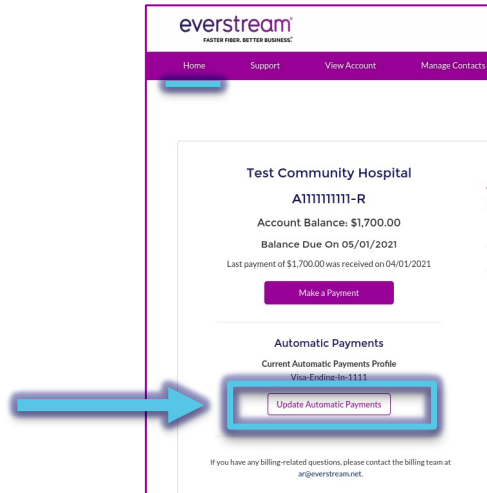 everstream®
FASTER FIBER. BETTER BUSINESS.
Home Support View Account Manage Contacts
Test Community Hospital
A1111111111-R
Account Balance: $1,700.00
Balance Due On 05/01/2021
Last payment of $1,700.00 was received on 04/01/2021
Make a Payment
Automatic Payments
Current Automatic Payments Profile
Visa-Ending-In-1111
Update Automatic Payments
If you have any billing-related questions, please contact the billing team at
ar@everstream.net.